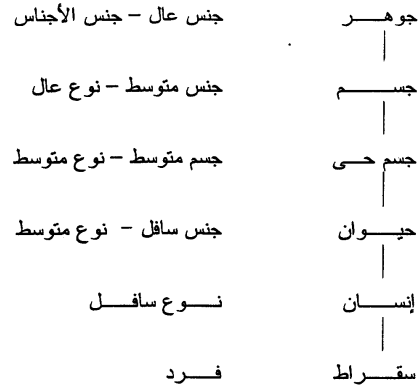 جوهر جنس عال – جنس الأجناس
جسم جنس متوسط – نوع عال
جسم حى جسم متوسط – نوع متوسط
حيوان جنس سافل – نوع متوسط
إنسان نوع سافل
سقراط فرد